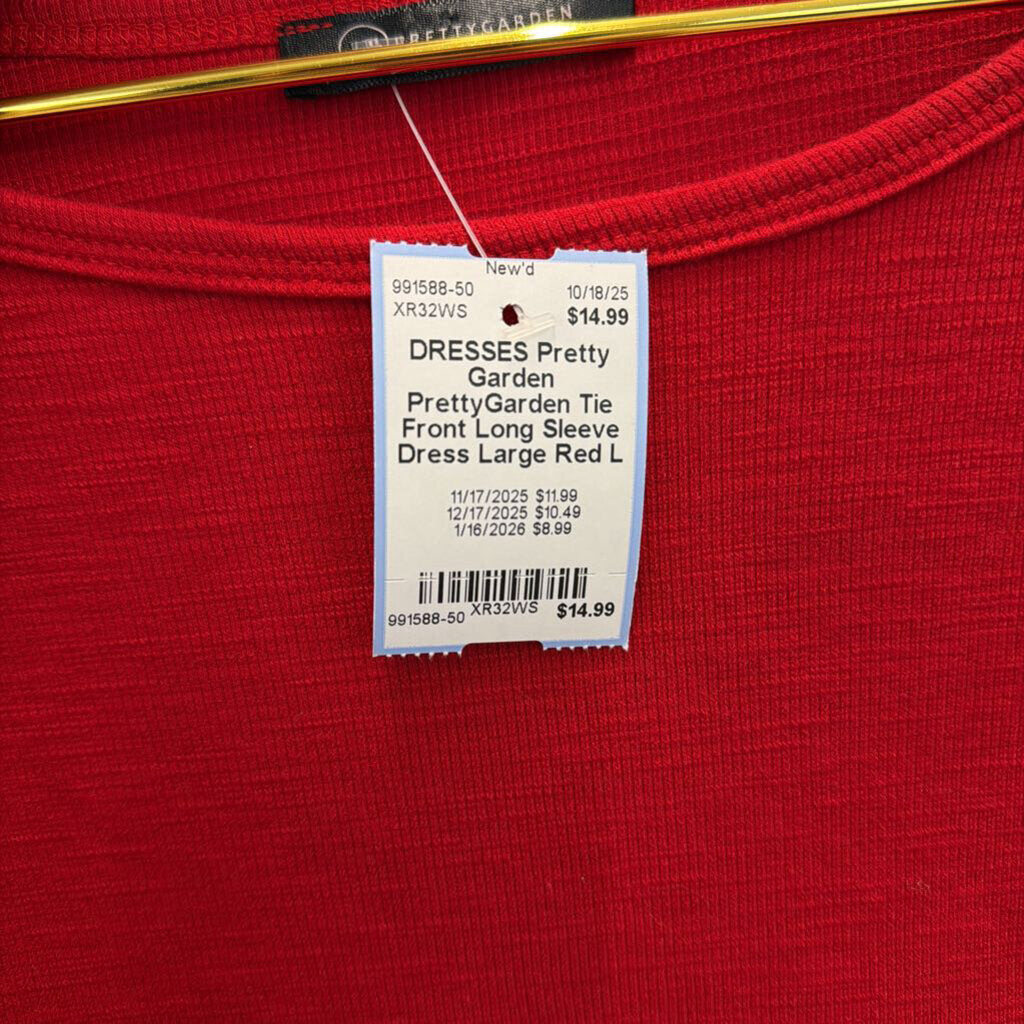 PRETTYGARDEN
New'd
991588-50 10/18/25
XR32WS $14.99
DRESSES Pretty
Garden
PrettyGarden Tie
Front Long Sleeve
Dress Large Red L
11/17/2025 $11.99
12/17/2025 $10.49
1/16/2026 $8.99
991588-50 XR32WS $14.99